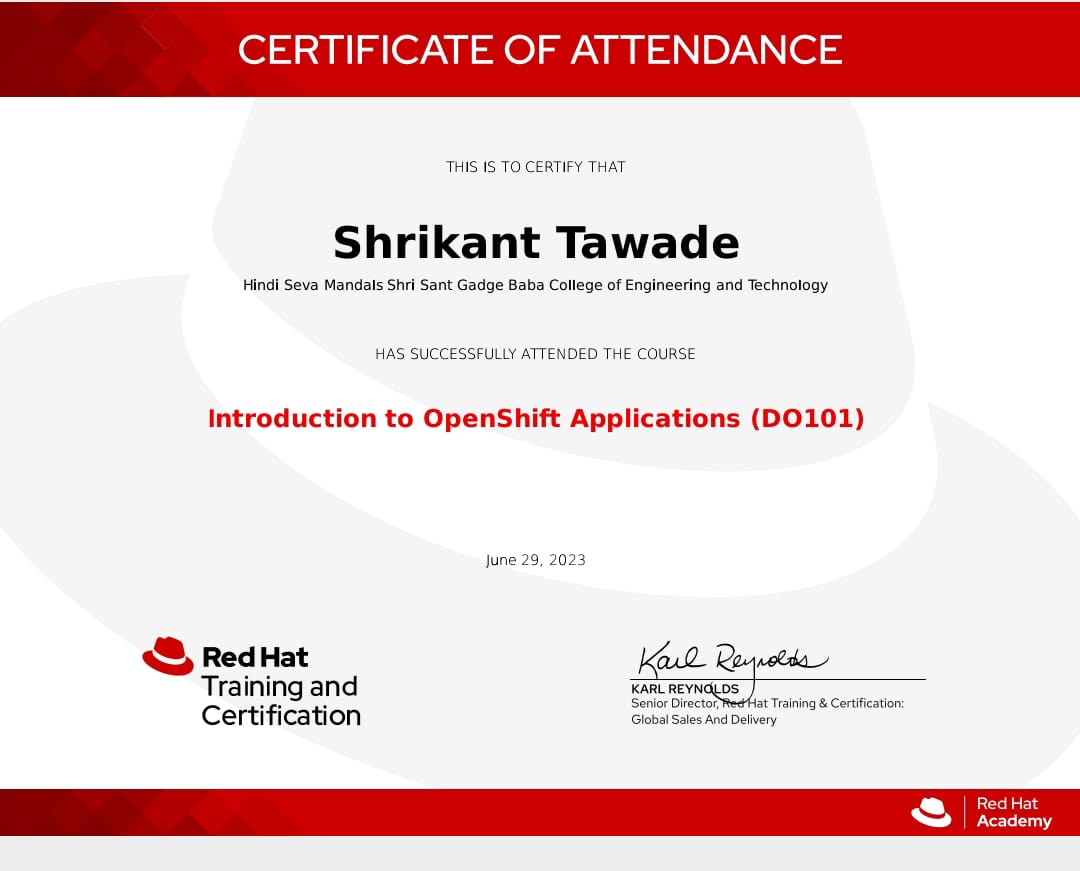 CERTIFICATE OF ATTENDANCE
THIS IS TO CERTIFY THAT
Shrikant Tawade
Hindi Seva Mandals Shri Sant Gadge Baba College of Engineering and Technology
HAS SUCCESSFULLY ATTENDED THE COURSE
Introduction to OpenShift Applications (DO101)
June 29, 2023
Red Hat
Training and
Certification
Karl Reynolds
KARL REYNOLDS
Senior Director, Red Hat Training & Certification:
Global Sales And Delivery
Red Hat
Academy